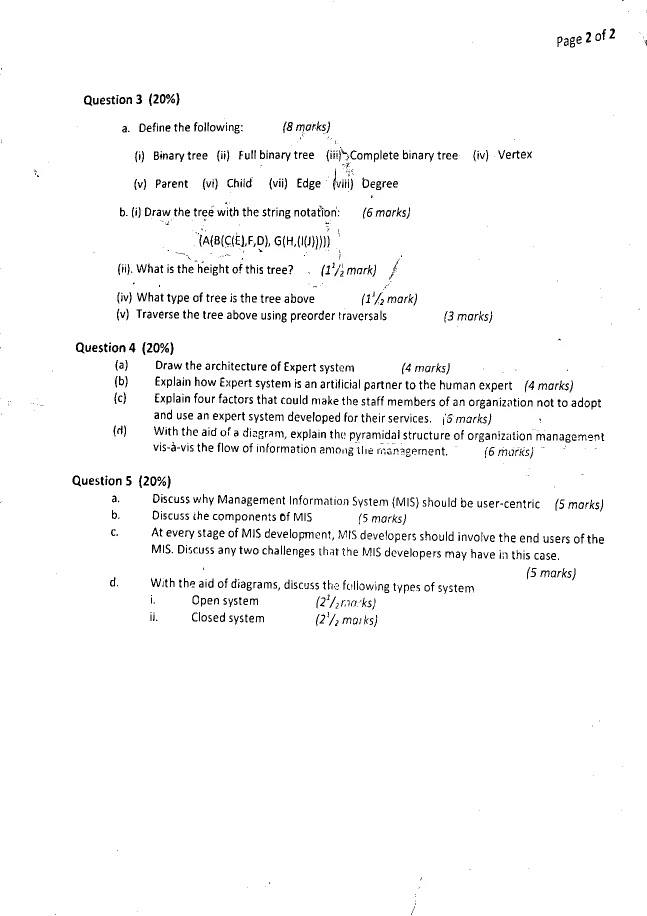 Page 2 of 2
Question 3 (20%)
a. Define the following: (8 marks)
(i) Binary tree (ii) Full binary tree (iii) Complete binary tree (iv) Vertex
(v) Parent (vi) Child (vii) Edge (viii) Degree
b. (i) Draw the tree with the string notation: (6 marks)
(A(B(C(E),F,D), G(H,(I(J)))))
(ii). What is the height of this tree? (1 1/2 mark)
(iv) What type of tree is the tree above (1 1/2 mark)
(v) Traverse the tree above using preorder traversals (3 marks)
Question 4 (20%)
(a) Draw the architecture of Expert system (4 marks)
(b) Explain how Expert system is an artificial partner to the human expert (4 marks)
(c) Explain four factors that could make the staff members of an organization not to adopt
and use an expert system developed for their services. (6 marks)
(d) With the aid of a diagram, explain the pyramidal structure of organization management
vis-à-vis the flow of information among the management. (6 marks)
Question 5 (20%)
a. Discuss why Management Information System (MIS) should be user-centric (5 marks)
b. Discuss the components of MIS (5 marks)
c. At every stage of MIS development, MIS developers should involve the end users of the
MIS. Discuss any two challenges that the MIS developers may have in this case.
(5 marks)
d. With the aid of diagrams, discuss the following types of system
i. Open system (2 1/2 marks)
ii. Closed system (2 1/2 marks)